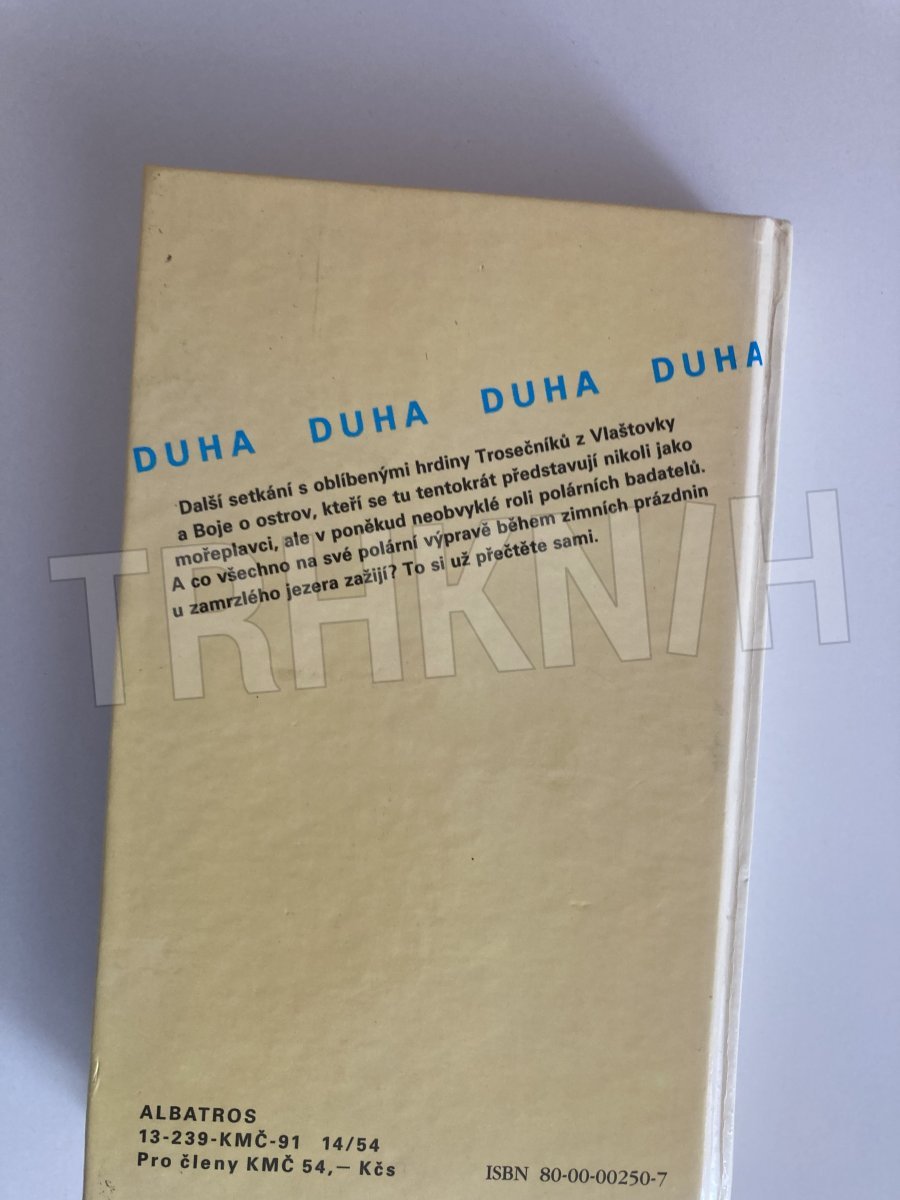 DUHA DUHA DUHA DUHA
Další setkání s oblíbenými hrdiny Trosečníků z Vlaštovky
a Boje o ostrov, kteří se tu tentokrát představují nikoli jako
mořeplavci, ale v poněkud neobvyklé roli polárních badatelů.
A co všechno na své polární výpravě během zimních prázdnin
u zamrzlého jezera zažijí? To si už přečtěte sami.
TRHKNIH
ALBATROS
13-239-KMČ-91 14/54
Pro členy KMČ 54,– Kčs
ISBN 80-00-00250-7